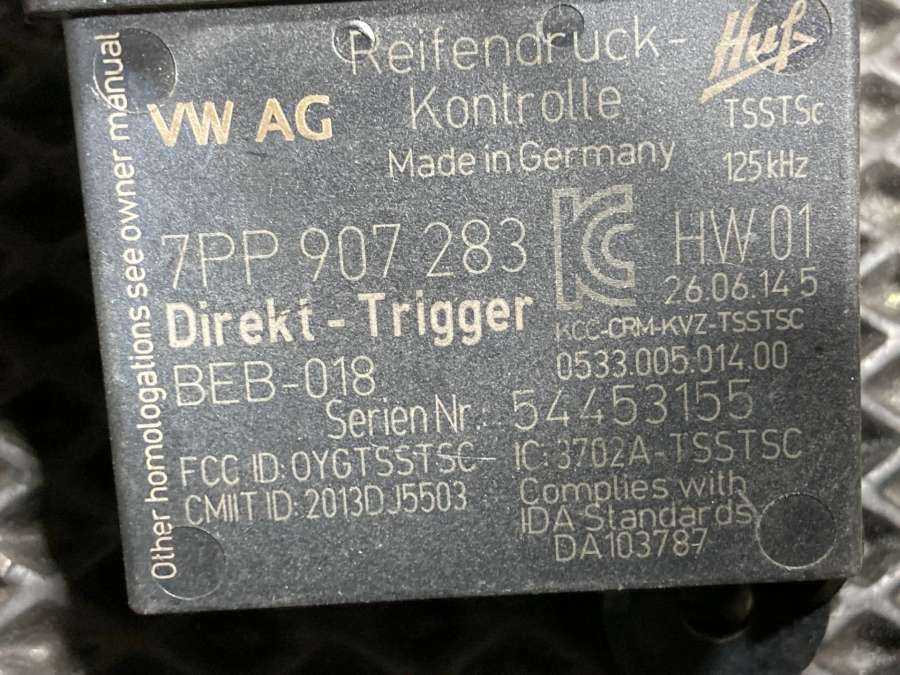 Other homologations see owner manual
Reifendruck-
Kontrolle
Huf
VW AG
TSSTSc
Made in Germany
125kHz
7PP 907 283
KC
HW 01
26.06.14 5
Direkt - Trigger
KCC-CRM-KVZ-TSSTSC
BEB-018
0533.005.014.00
Serien Nr.: 54453155
FCC ID: OYGTSSTSC IC: 3702A-TSSTSC
CMIIT ID: 2013DJ5503
Complies with
IDA Standards
DA103787